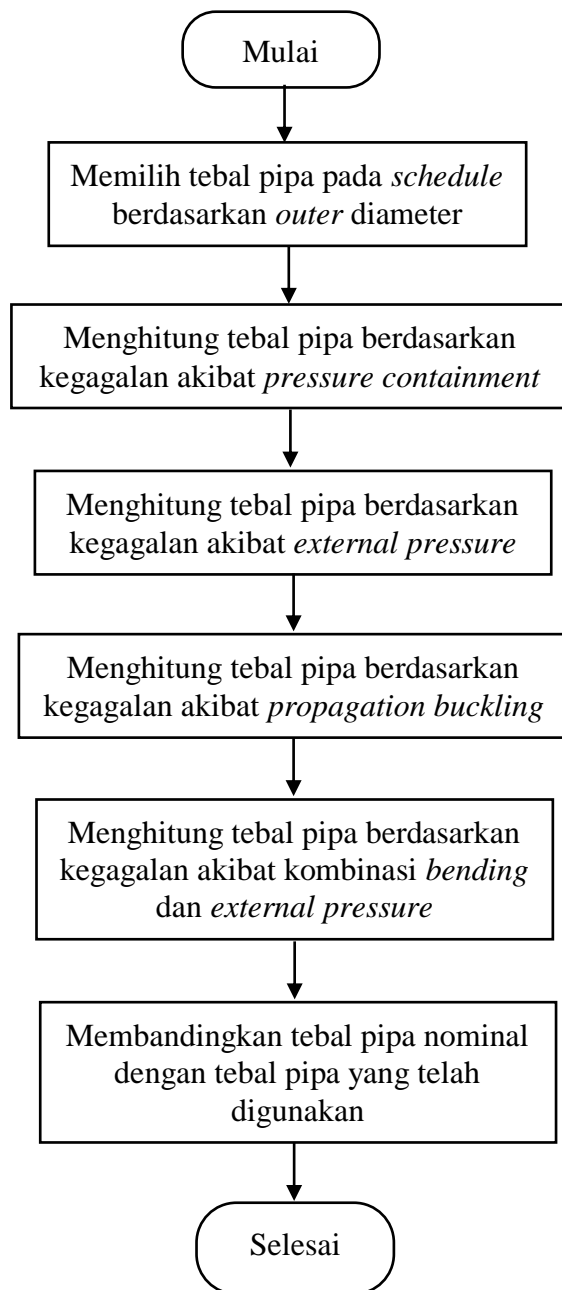 Mulai
Memilih tebal pipa pada schedule
berdasarkan outer diameter
Menghitung tebal pipa berdasarkan
kegagalan akibat pressure containment
Menghitung tebal pipa berdasarkan
kegagalan akibat external pressure
Menghitung tebal pipa berdasarkan
kegagalan akibat propagation buckling
Menghitung tebal pipa berdasarkan
kegagalan akibat kombinasi bending
dan external pressure
Membandingkan tebal pipa nominal
dengan tebal pipa yang telah
digunakan
Selesai